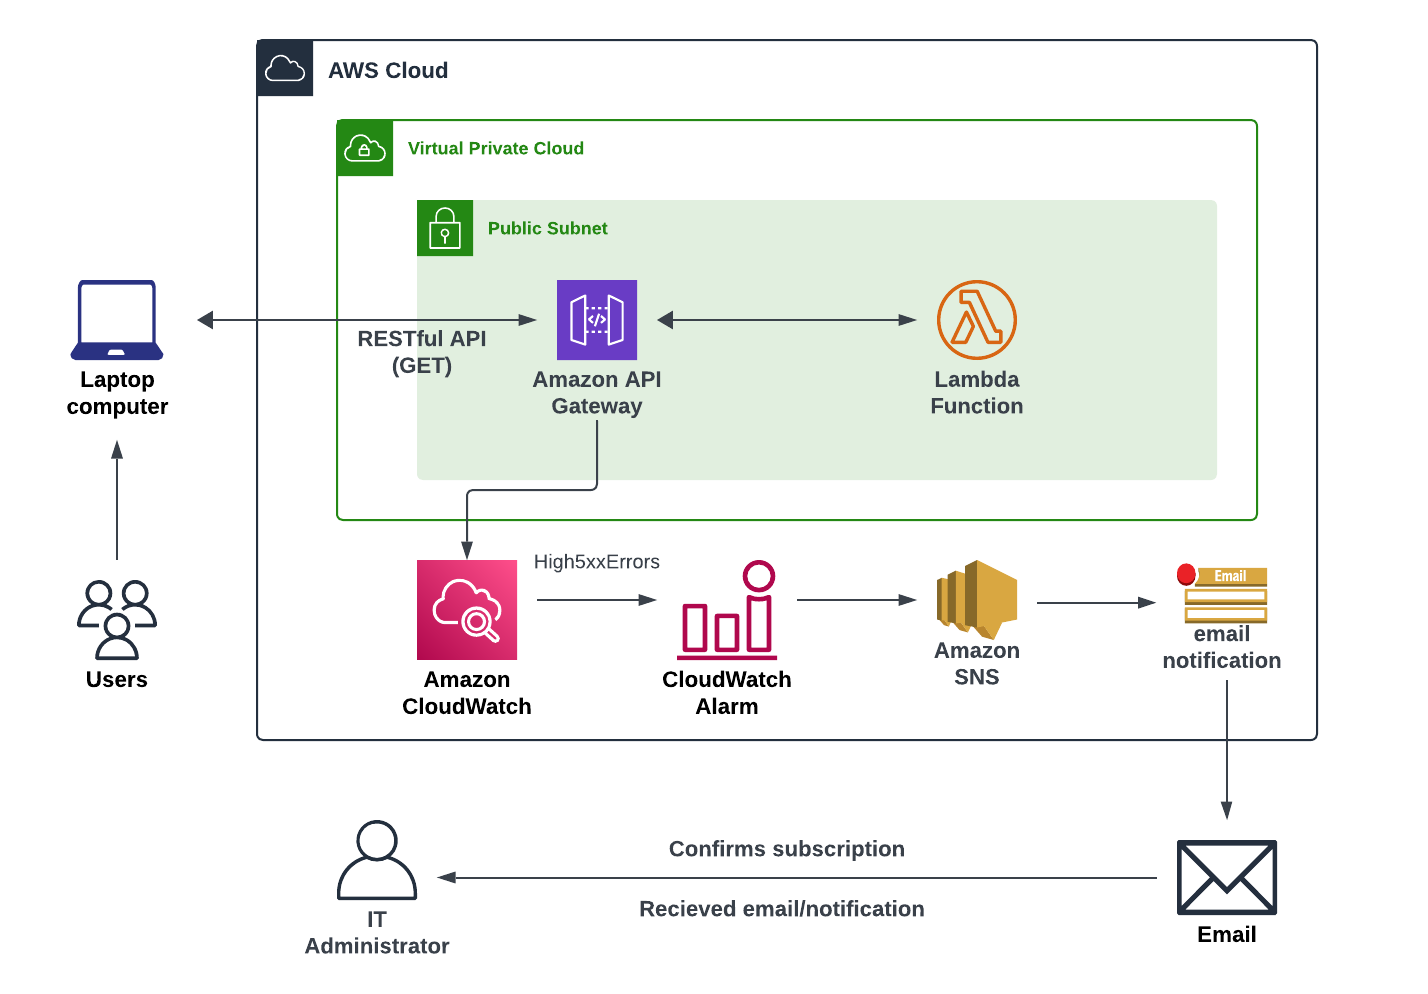 AWS Cloud
Virtual Private Cloud
Public Subnet
RESTful API
(GET)
Laptop
computer
Amazon API
Gateway
Lambda
Function
High5xxErrors
Email
Users
Amazon
CloudWatch
CloudWatch
Alarm
Amazon
SNS
email
notification
Confirms subscription
Recieved email/notification
IT
Administrator
Email